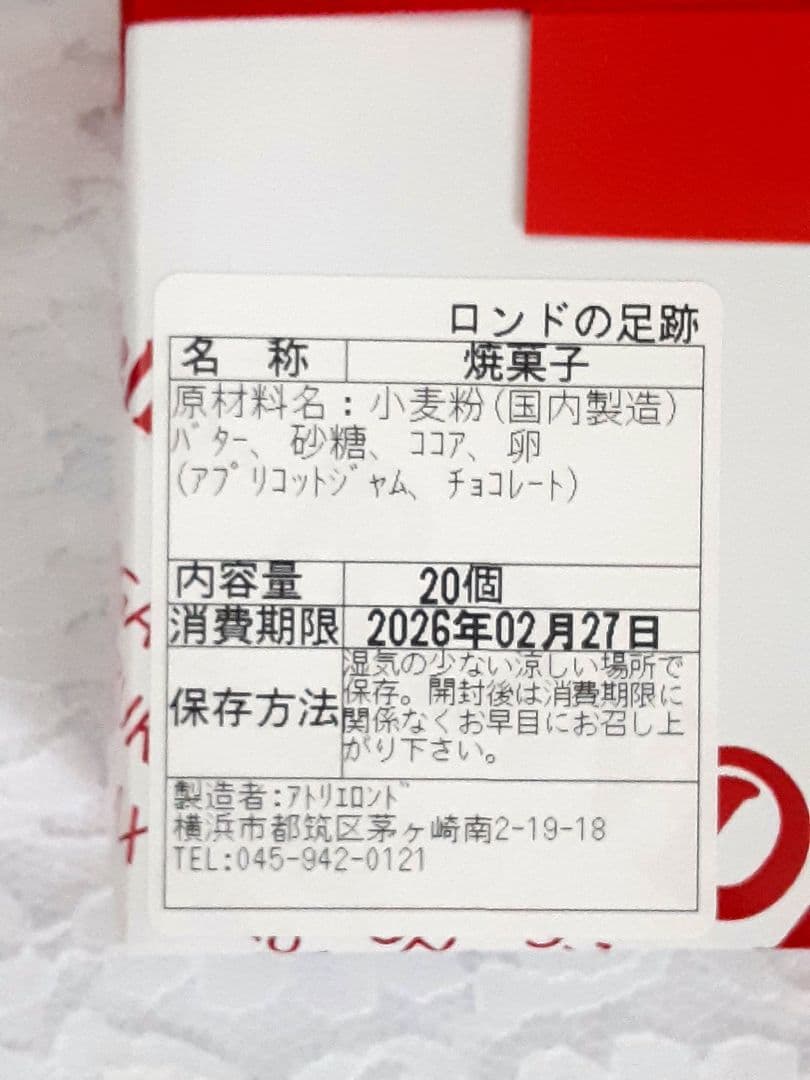 ロンドの足跡
名 称 焼菓子
原材料名：小麦粉(国内製造)
ﾊﾞﾀｰ、砂糖、ｺｺｱ、卵
(ｱﾌﾟﾘｺｯﾄｼﾞｬﾑ、ﾁｮｺﾚｰﾄ)
内容量 20個
消費期限 2026年02月27日
保存方法 湿気の少ない涼しい場所で
保存。開封後は消費期限に
関係なくお早目にお召し上
がり下さい。
製造者:ｱﾄﾘｴﾛﾝﾄﾞ
横浜市都筑区茅ヶ崎南2-19-18
TEL:045-942-0121